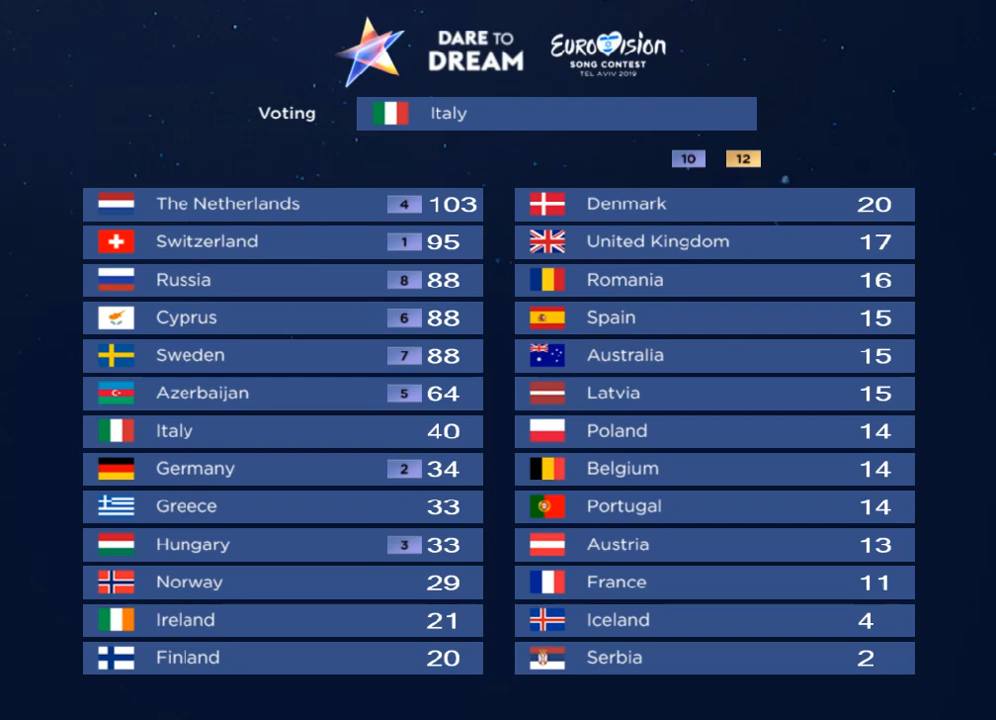 DARE TO
DREAM
EUROVISION
SONG CONTEST
TEL AVIV 2019
Voting Italy
10 12
The Netherlands 4 103
Switzerland 1 95
Russia 8 88
Cyprus 6 88
Sweden 7 88
Azerbaijan 5 64
Italy 40
Germany 2 34
Greece 33
Hungary 3 33
Norway 29
Ireland 21
Finland 20
Denmark 20
United Kingdom 17
Romania 16
Spain 15
Australia 15
Latvia 15
Poland 14
Belgium 14
Portugal 14
Austria 13
France 11
Iceland 4
Serbia 2